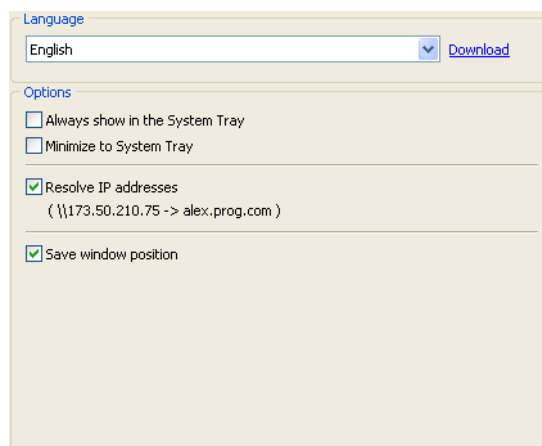 Language
English
Download
Options
Always show in the System Tray
Minimize to System Tray
Resolve IP addresses
( \\173.50.210.75 -> alex.prog.com )
Save window position